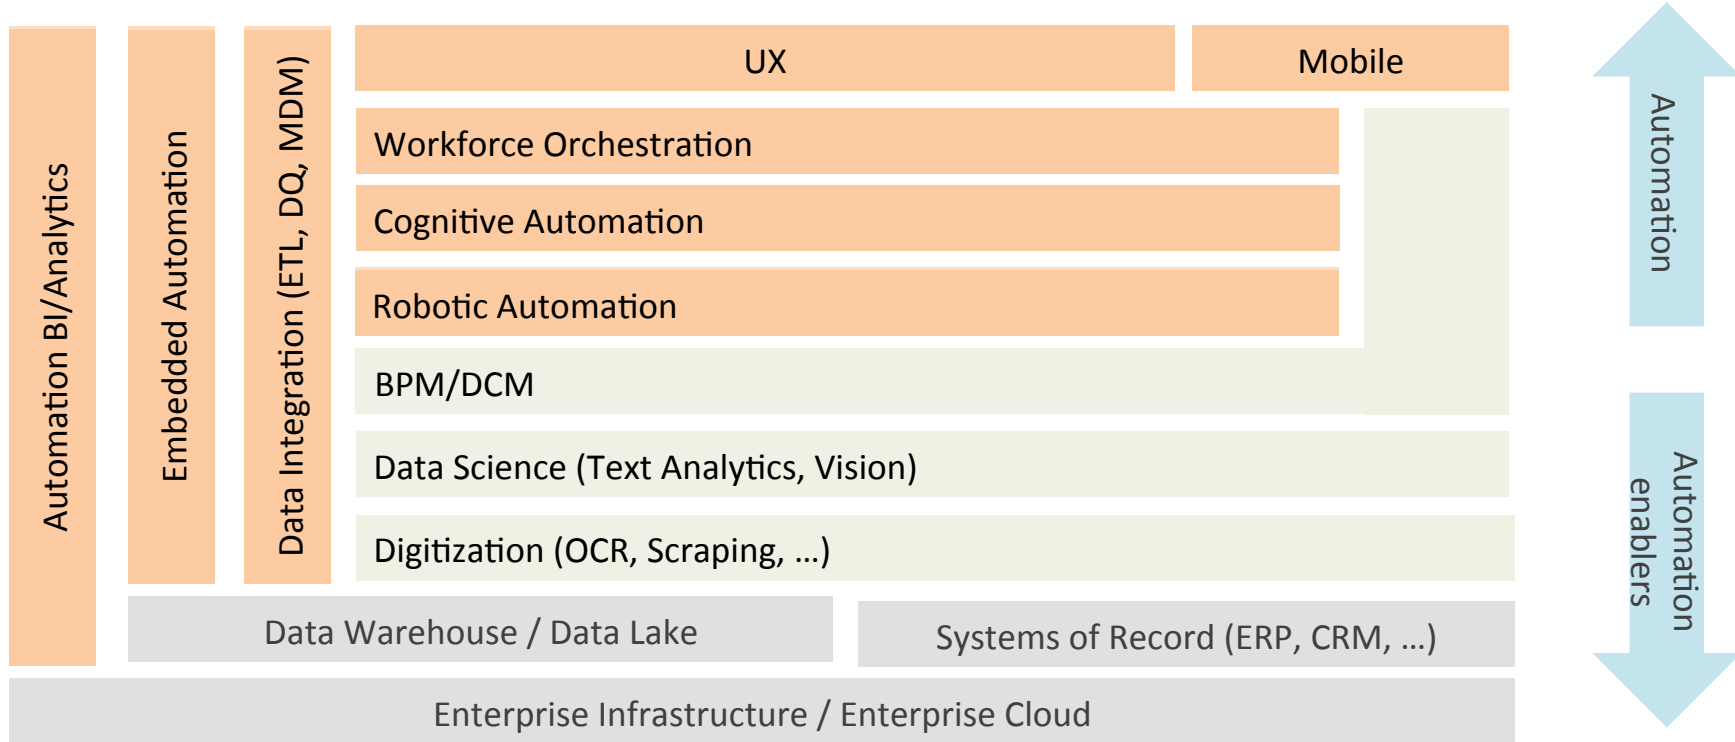 Automation BI/Analytics
Embedded Automation
Data Integration (ETL, DQ, MDM)
UX
Mobile
Workforce Orchestration
Cognitive Automation
Robotic Automation
BPM/DCM
Data Science (Text Analytics, Vision)
Digitization (OCR, Scraping, …)
Data Warehouse / Data Lake
Systems of Record (ERP, CRM, …)
Enterprise Infrastructure / Enterprise Cloud
Automation
Automation
enablers